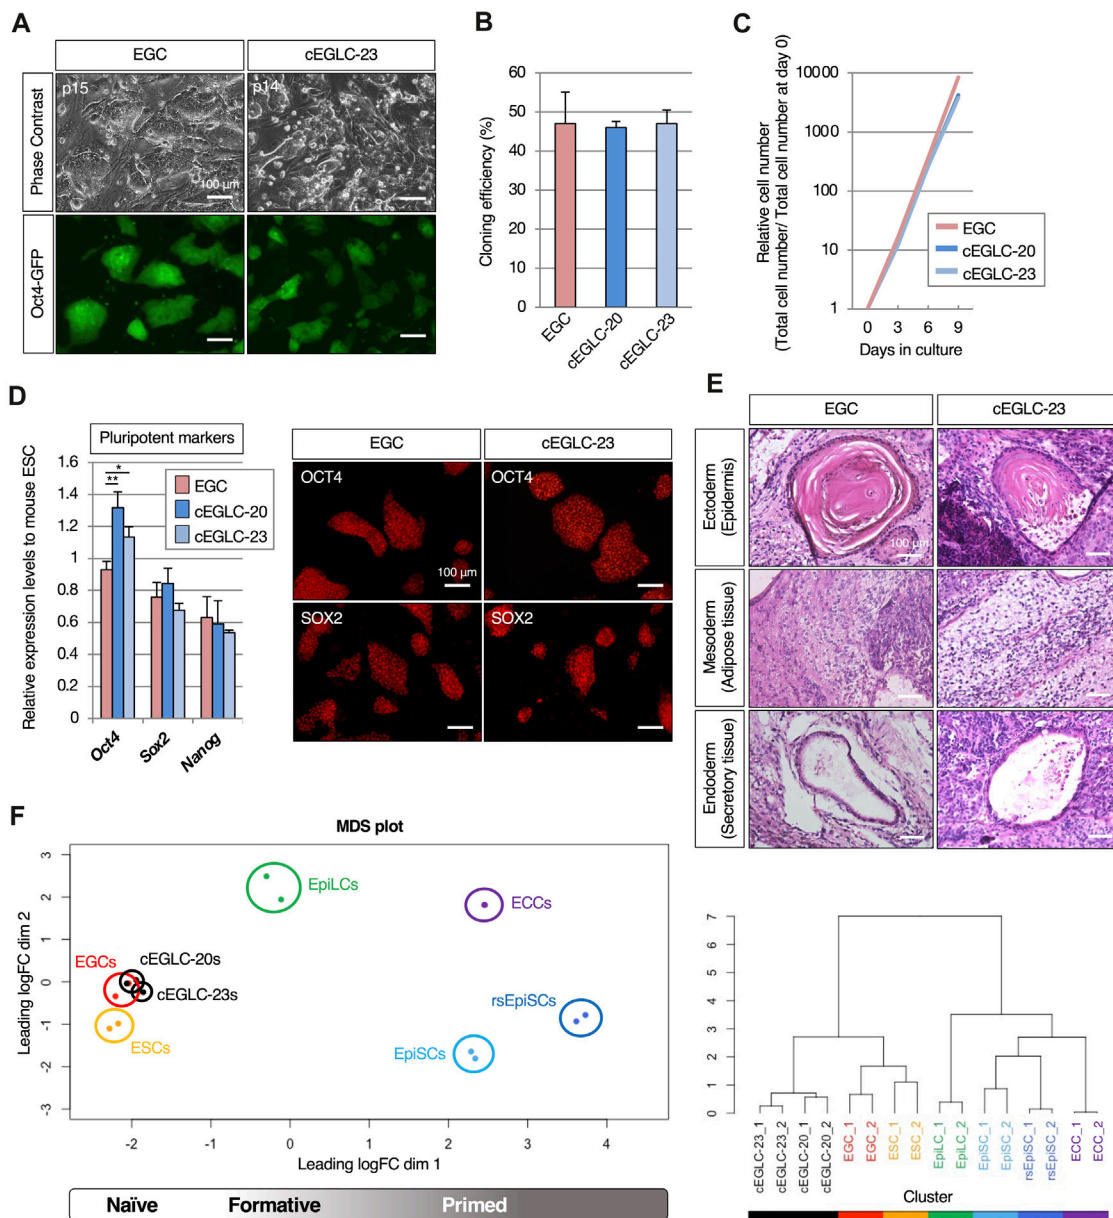 A
EGC
cEGLC-23
Phase Contrast
p15
p14
100 µm
Oct4-GFP
B
Cloning efficiency (%)
60
50
40
30
20
10
0
EGC
cEGLC-20
cEGLC-23
C
Relative cell number
(Total cell number/ Total cell number at day 0)
10000
1000
100
10
1
EGC
cEGLC-20
cEGLC-23
0 3 6 9
Days in culture
D
Pluripotent markers
Relative expression levels to mouse ESC
1.6
1.4
1.2
1
0.8
0.6
0.4
0.2
0
*
**
EGC
cEGLC-20
cEGLC-23
Oct4
Sox2
Nanog
EGC
cEGLC-23
OCT4
OCT4
100 µm
SOX2
SOX2
E
EGC
cEGLC-23
Ectoderm
(Epidermis)
100 µm
Mesoderm
(Adipose tissue)
Endoderm
(Secretory tissue)
F
MDS plot
Leading logFC dim 2
3
2
1
0
-1
-2
-3
EpiLCs
ECCs
EGCs
cEGLC-20s
cEGLC-23s
ESCs
rsEpiSCs
EpiSCs
-2 -1 0 1 2 3 4
Leading logFC dim 1
Naïve Formative Primed
7
6
5
4
3
2
1
0
cEGLC-23_1
cEGLC-23_2
cEGLC-20_1
cEGLC-20_2
EGC_1
EGC_2
ESC_1
ESC_2
EpiLC_1
EpiLC_2
EpiSC_1
EpiSC_2
rsEpiSC_1
rsEpiSC_2
ECC_1
ECC_2
Cluster